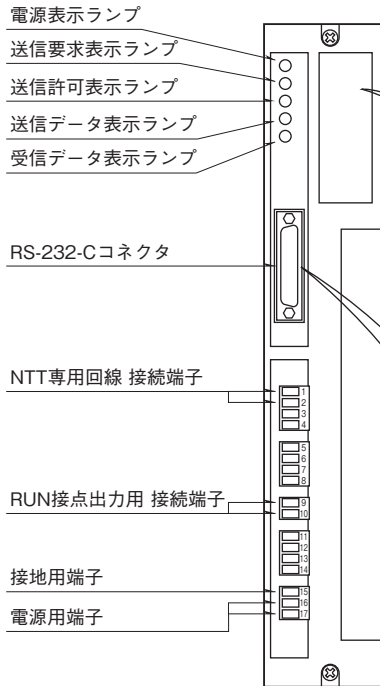 電源表示ランプ
送信要求表示ランプ
送信許可表示ランプ
送信データ表示ランプ
受信データ表示ランプ
RS-232-Cコネクタ
NTT専用回線 接続端子
1
2
3
4
5
6
7
8
RUN接点出力用 接続端子
9
10
11
12
13
14
接地用端子
15
電源用端子
16
17